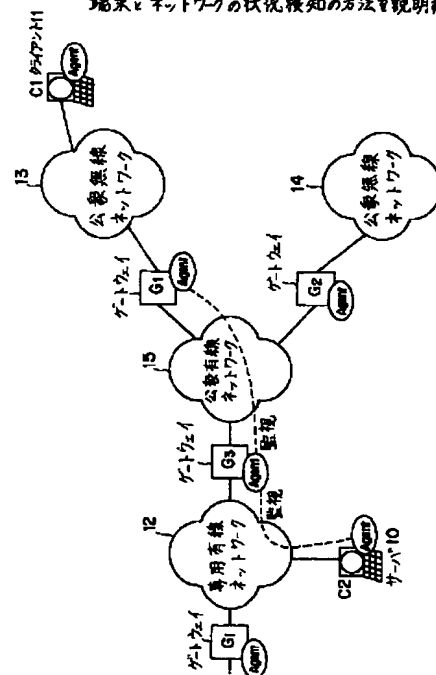 端末とネットワークの状況検知の方法を説明
C1 クライアント11
Agent
13
公衆無線
ネットワーク
14
公衆無線
ネットワーク
ゲートウェイ
G1
Agent
ゲートウェイ
G2
Agent
15
公衆有線
ネットワーク
ゲートウェイ
G3
Agent
監視
監視
12
専用有線
ネットワーク
Agent
C2
サーバ10
ゲートウェイ
Agent